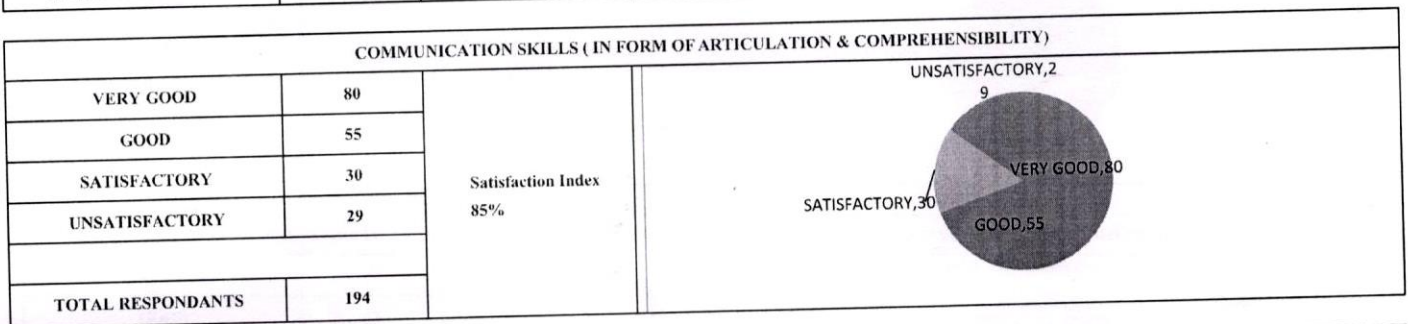 COMMUNICATION SKILLS ( IN FORM OF ARTICULATION & COMPREHENSIBILITY)
VERY GOOD 80
GOOD 55
SATISFACTORY 30
UNSATISFACTORY 29
TOTAL RESPONDANTS 194
Satisfaction Index
85%
UNSATISFACTORY,2
9
VERY GOOD,80
SATISFACTORY,30
GOOD,55